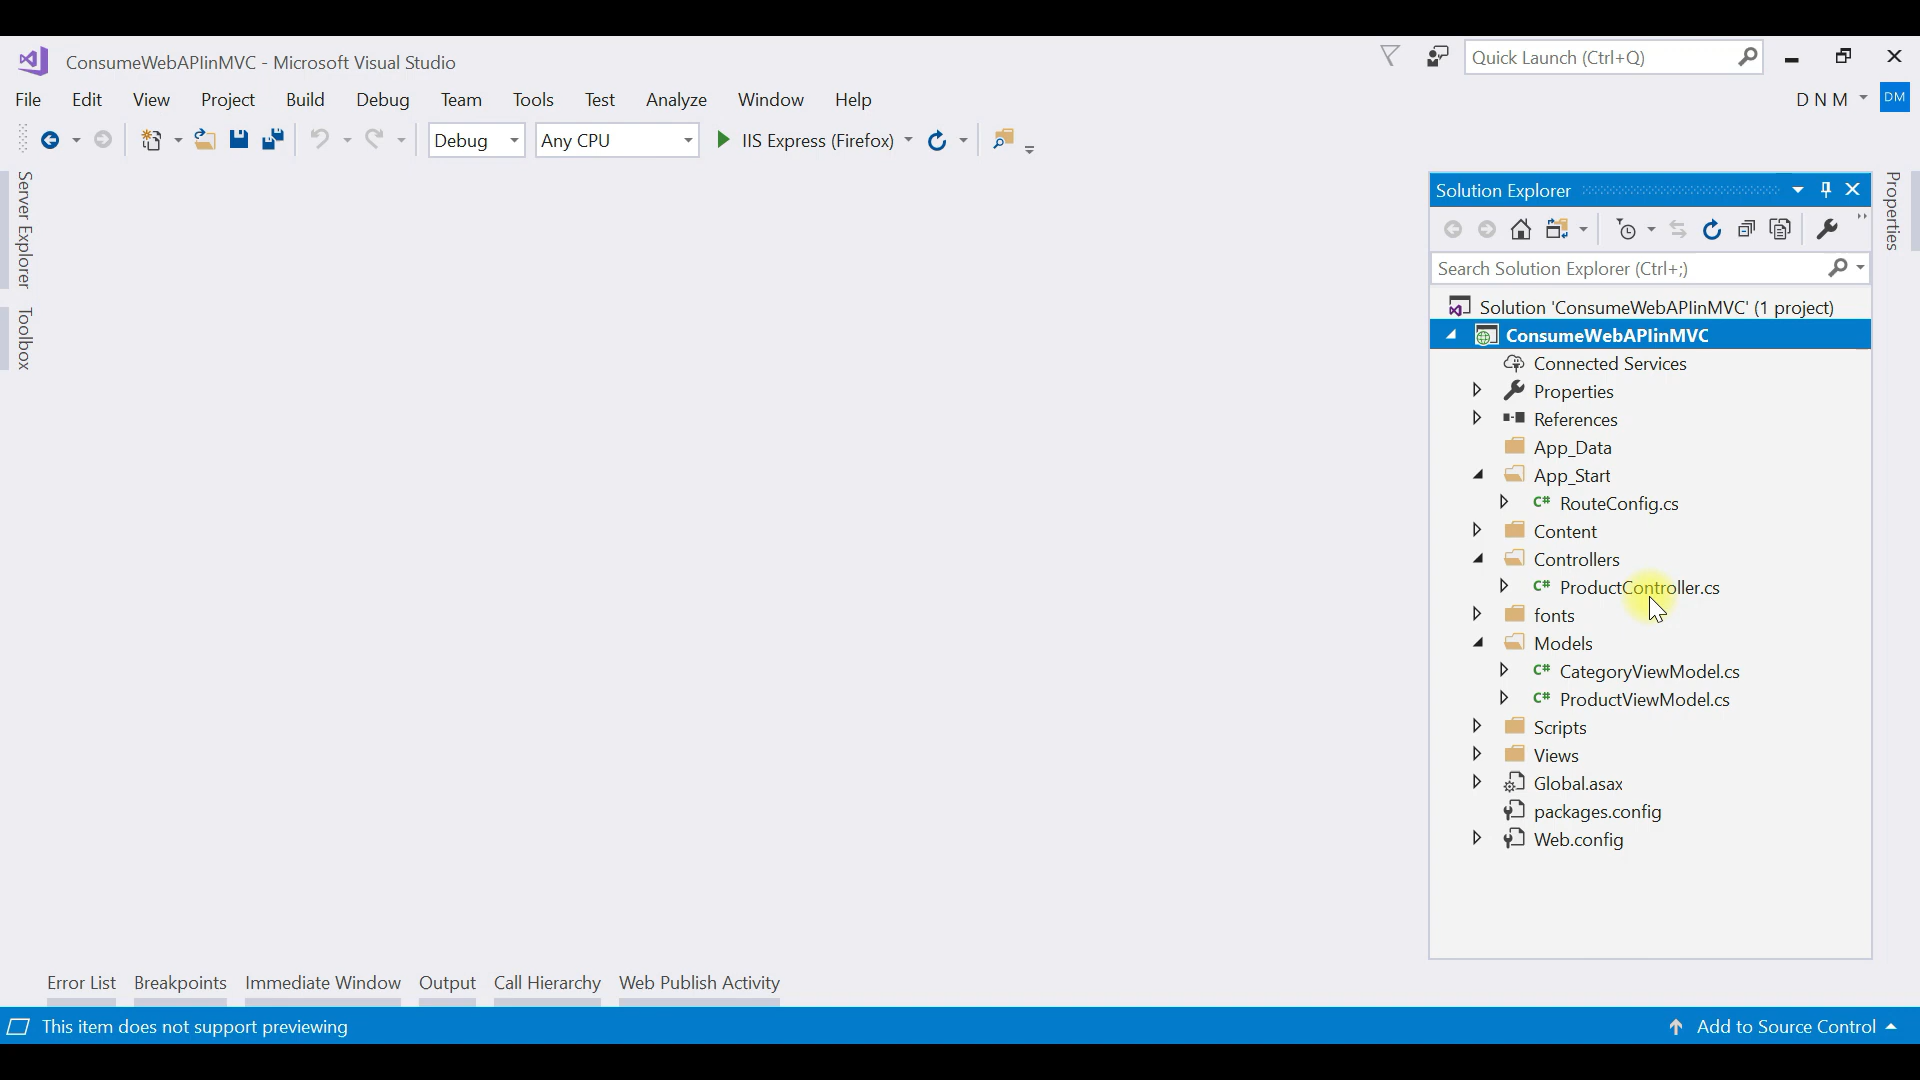 ConsumeWebAPIinMVC - Microsoft Visual Studio
Quick Launch (Ctrl+Q)
File Edit View Project Build Debug Team Tools Test Analyze Window Help
D N M DM
Debug Any CPU IIS Express (Firefox)
Server Explorer
Toolbox
Solution Explorer
Properties
Search Solution Explorer (Ctrl+;)
Solution 'ConsumeWebAPIinMVC' (1 project)
ConsumeWebAPIinMVC
Connected Services
Properties
References
App_Data
App_Start
C# RouteConfig.cs
Content
Controllers
C# ProductController.cs
fonts
Models
C# CategoryViewModel.cs
C# ProductViewModel.cs
Scripts
Views
Global.asax
packages.config
Web.config
Error List Breakpoints Immediate Window Output Call Hierarchy Web Publish Activity
This item does not support previewing
Add to Source Control